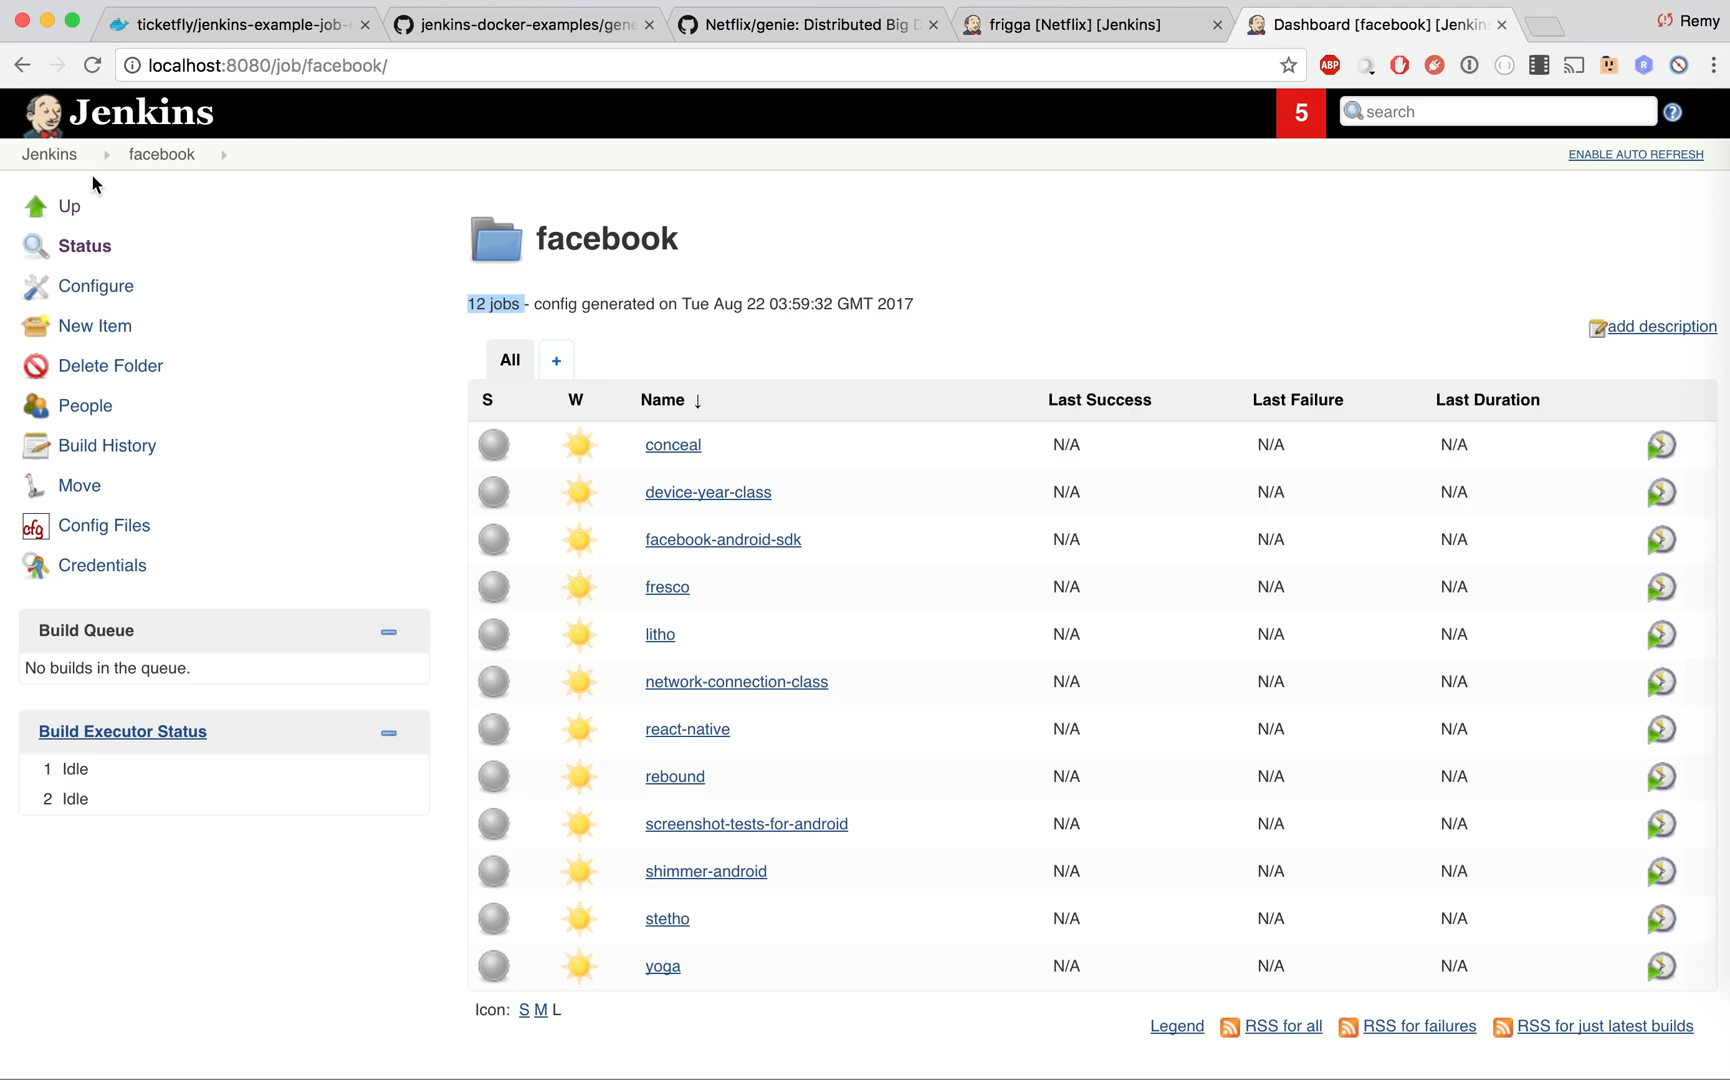 ticketfly/jenkins-example-job-
jenkins-docker-examples/gene
Netflix/genie: Distributed Big D
frigga [Netflix] [Jenkins]
Dashboard [facebook] [Jenkin
Remy
localhost:8080/job/facebook/
ABP
R
Jenkins
5
search
?
Jenkins
facebook
ENABLE AUTO REFRESH
Up
Status
Configure
New Item
Delete Folder
People
Build History
Move
cfg
Config Files
Credentials
Build Queue
No builds in the queue.
Build Executor Status
1 Idle
2 Idle
facebook
12 jobs - config generated on Tue Aug 22 03:59:32 GMT 2017
add description
All +
S W Name ↓ Last Success Last Failure Last Duration
conceal N/A N/A N/A
device-year-class N/A N/A N/A
facebook-android-sdk N/A N/A N/A
fresco N/A N/A N/A
litho N/A N/A N/A
network-connection-class N/A N/A N/A
react-native N/A N/A N/A
rebound N/A N/A N/A
screenshot-tests-for-android N/A N/A N/A
shimmer-android N/A N/A N/A
stetho N/A N/A N/A
yoga N/A N/A N/A
Icon: S M L
Legend RSS for all RSS for failures RSS for just latest builds